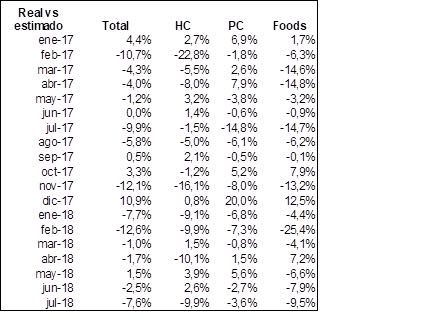 Real vs
estimado Total HC PC Foods
ene-17 4,4% 2,7% 6,9% 1,7%
feb-17 -10,7% -22,8% -1,8% -6,3%
mar-17 -4,3% -5,5% 2,6% -14,6%
abr-17 -4,0% -8,0% 7,9% -14,8%
may-17 -1,2% 3,2% -3,8% -3,2%
jun-17 0,0% 1,4% -0,6% -0,9%
jul-17 -9,9% -1,5% -14,8% -14,7%
ago-17 -5,8% -5,0% -6,1% -6,2%
sep-17 0,5% 2,1% -0,5% -0,1%
oct-17 3,3% -1,2% 5,2% 7,9%
nov-17 -12,1% -16,1% -8,0% -13,2%
dic-17 10,9% 0,8% 20,0% 12,5%
ene-18 -7,7% -9,1% -6,8% -4,4%
feb-18 -12,6% -9,9% -7,3% -25,4%
mar-18 -1,0% 1,5% -0,8% -4,1%
abr-18 -1,7% -10,1% 1,5% 7,2%
may-18 1,5% 3,9% 5,6% -6,6%
jun-18 -2,5% 2,6% -2,7% -7,9%
jul-18 -7,6% -9,9% -3,6% -9,5%